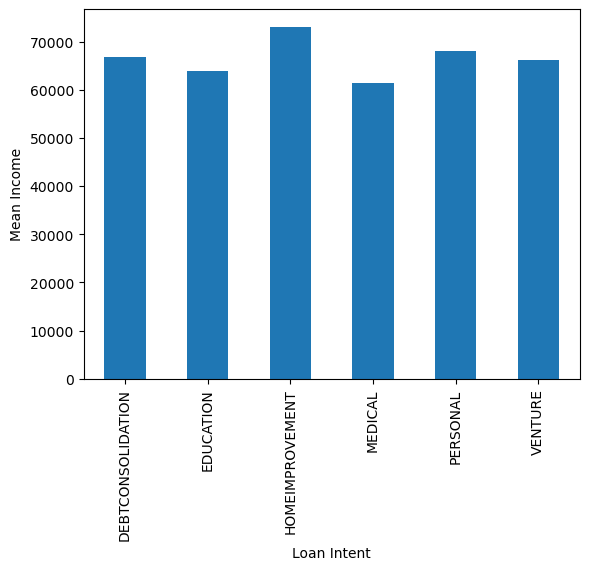 70000
60000
50000
40000
30000
20000
10000
0
Mean Income
DEBTCONSOLIDATION
EDUCATION
HOMEIMPROVEMENT
MEDICAL
PERSONAL
VENTURE
Loan Intent